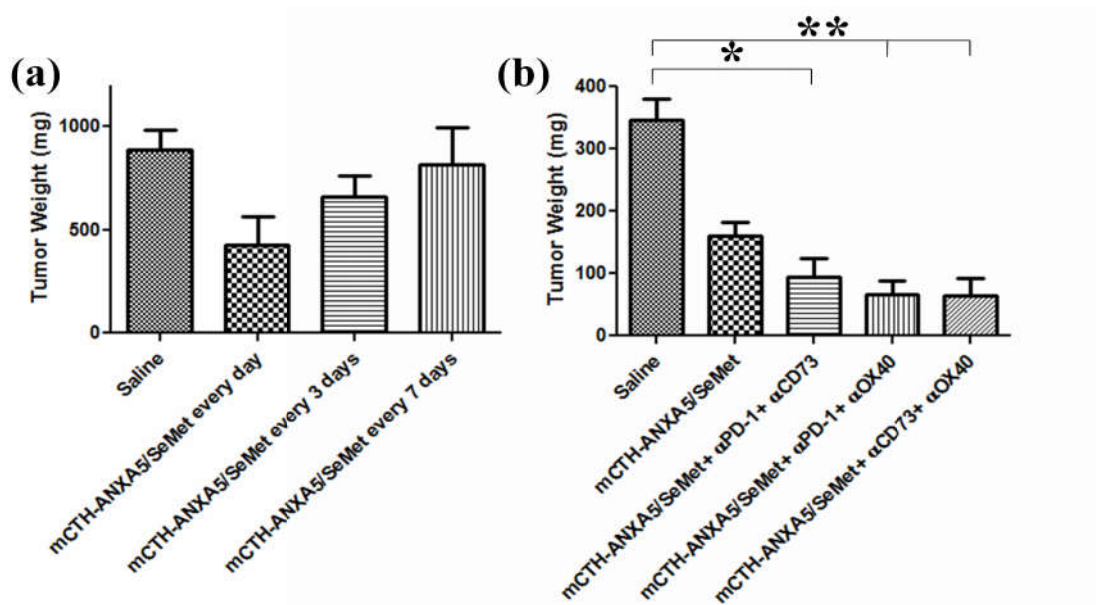 (a)
Tumor Weight (mg)
1000
500
0
Saline
mCTH-ANXA5/SeMet every day
mCTH-ANXA5/SeMet every 3 days
mCTH-ANXA5/SeMet every 7 days
(b)
**
*
Tumor Weight (mg)
400
300
200
100
0
Saline
mCTH-ANXA5/SeMet
mCTH-ANXA5/SeMet+ αPD-1+ αCD73
mCTH-ANXA5/SeMet+ αPD-1+ αOX40
mCTH-ANXA5/SeMet+ αCD73+ αOX40